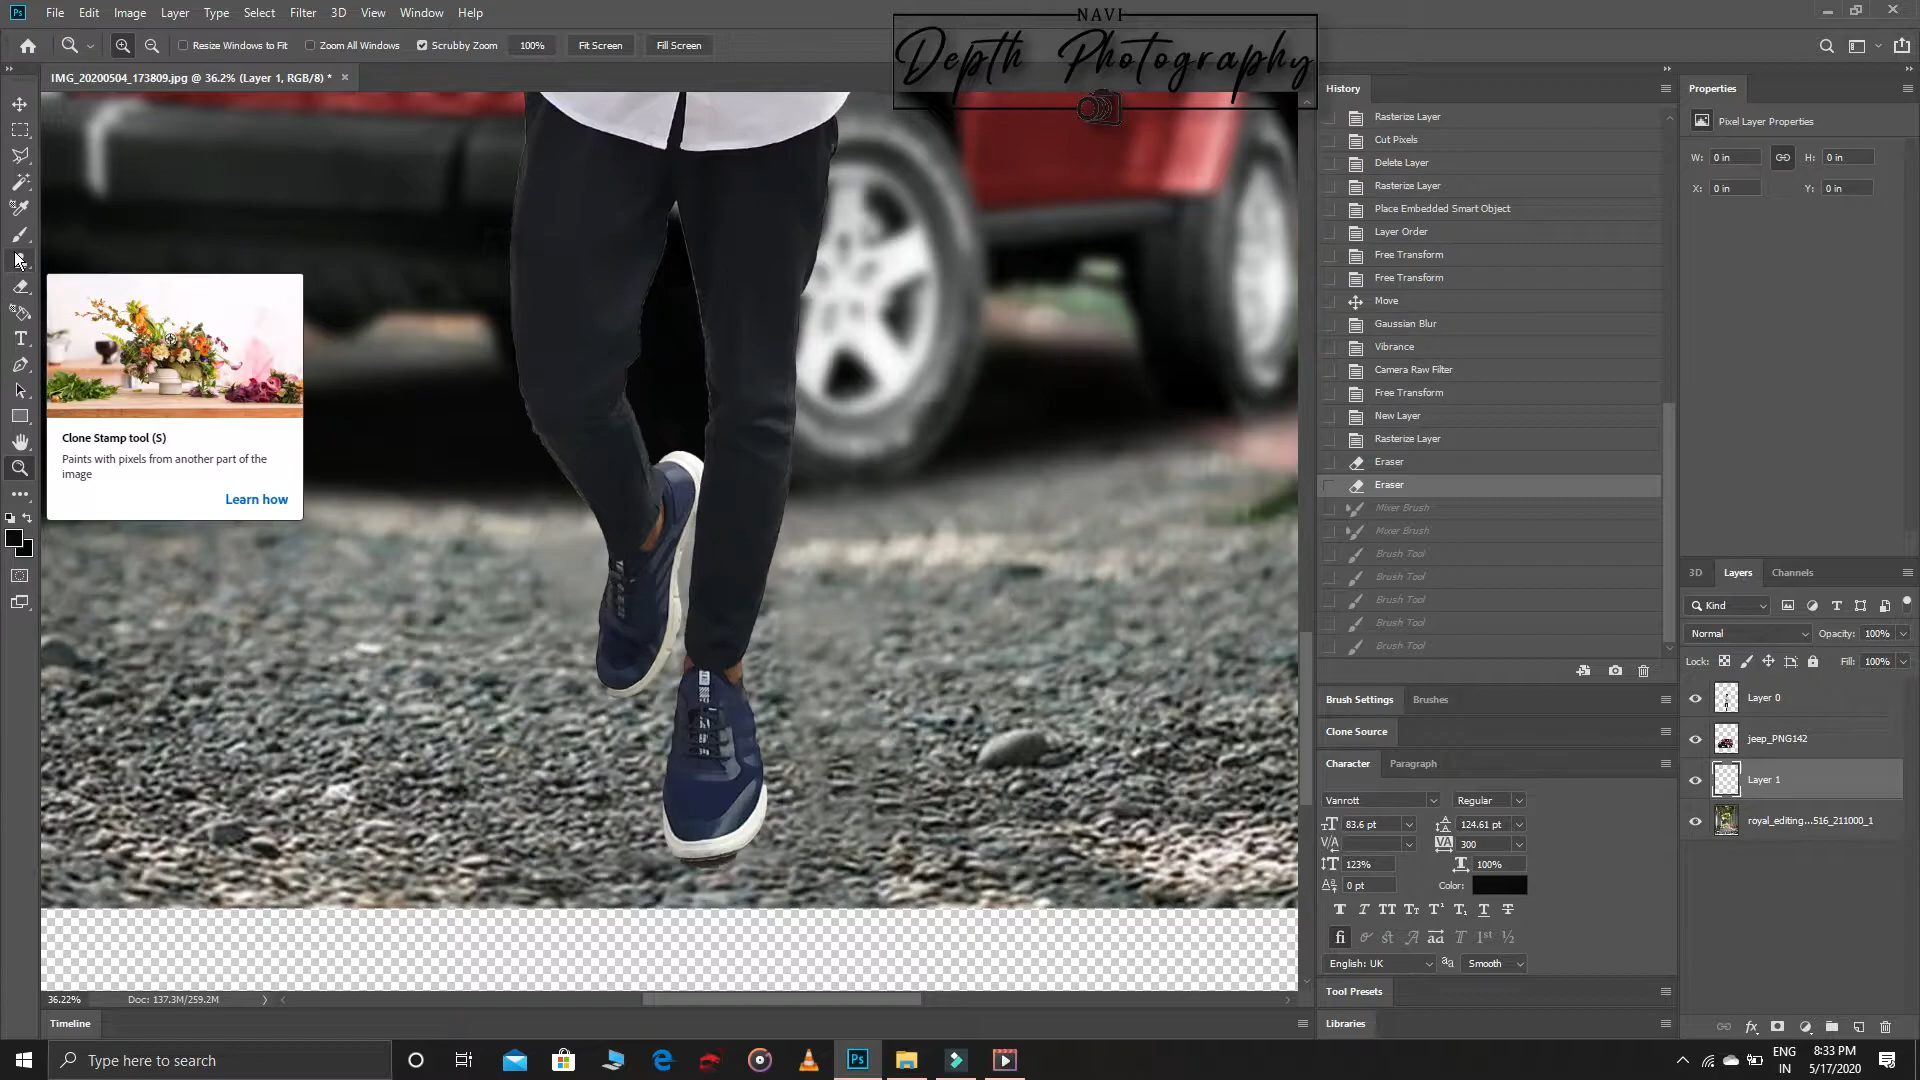 Ps File Edit Image Layer Type Select Filter 3D View Window Help
NAVI
Depth Photography
Resize Windows to Fit Zoom All Windows Scrubby Zoom 100% Fit Screen Fill Screen
IMG_20200504_173809.jpg @ 36.2% (Layer 1, RGB/8) *
History
Rasterize Layer
Cut Pixels
Delete Layer
Rasterize Layer
Place Embedded Smart Object
Layer Order
Free Transform
Free Transform
Move
Gaussian Blur
Vibrance
Camera Raw Filter
Free Transform
New Layer
Rasterize Layer
Eraser
Eraser
Mixer Brush
Mixer Brush
Brush Tool
Brush Tool
Brush Tool
Brush Tool
Brush Tool
Properties
Pixel Layer Properties
W: 0 in H: 0 in
X: 0 in Y: 0 in
Clone Stamp tool (S)
Paints with pixels from another part of the
image
Learn how
3D Layers Channels
Kind
Normal Opacity: 100%
Lock: Fill: 100%
Layer 0
jeep_PNG142
Layer 1
royal_editing...516_211000_1
Brush Settings Brushes
Clone Source
Character Paragraph
Vanrott Regular
83.6 pt 124.61 pt
300
123% 100%
0 pt Color:
English: UK Smooth
Tool Presets
Libraries
36.22% Doc: 137.3M/259.2M
Timeline
Type here to search
ENG
IN
8:33 PM
5/17/2020